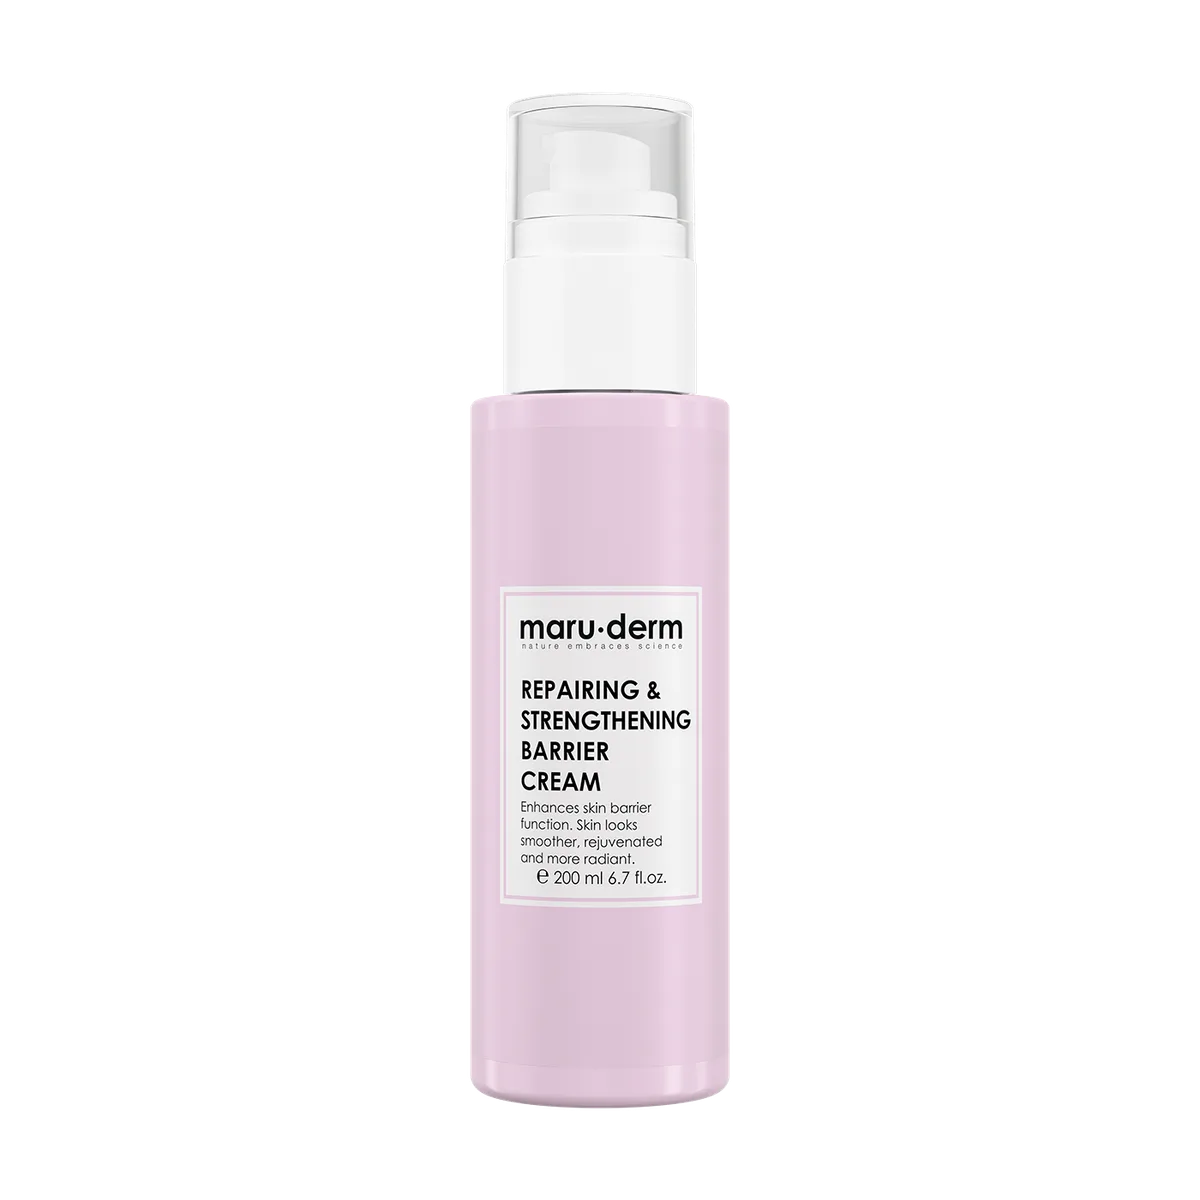 maru·derm
nature embraces science
REPAIRING &
STRENGTHENING
BARRIER
CREAM
Enhances skin barrier
function. Skin looks
smoother, rejuvenated
and more radiant.
℮ 200 ml 6.7 fl.oz.